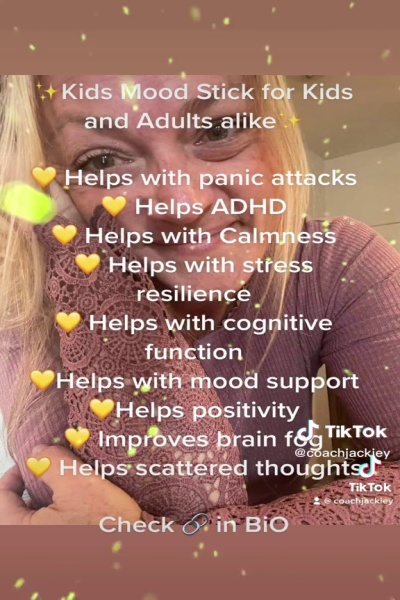 ✨Kids Mood Stick for Kids
and Adults alike✨
💛 Helps with panic attacks
💛 Helps ADHD
💛 Helps with Calmness
💛 Helps with stress
resilience
💛 Helps with cognitive
function
💛Helps with mood support
💛Helps positivity
💛 Improves brain fog
💛 Helps scattered thoughts
Check 🔗 in BiO
TikTok
@coachjackiey
TikTok
@coachjackiey